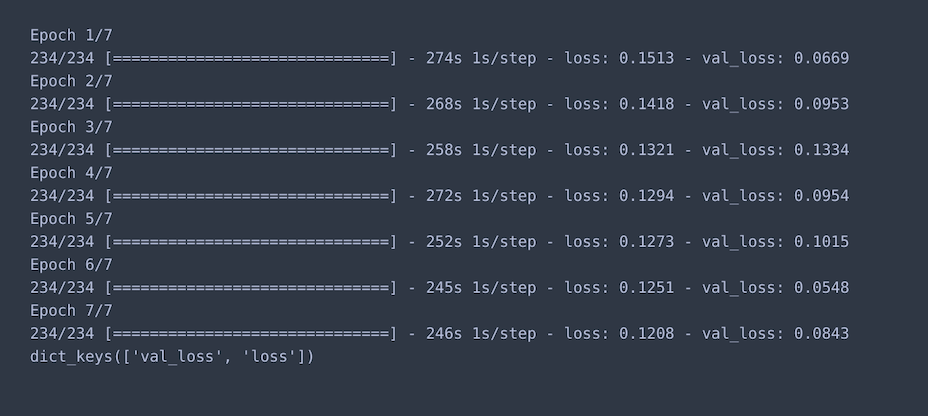 Epoch 1/7
234/234 [==============================] - 274s 1s/step - loss: 0.1513 - val_loss: 0.0669
Epoch 2/7
234/234 [==============================] - 268s 1s/step - loss: 0.1418 - val_loss: 0.0953
Epoch 3/7
234/234 [==============================] - 258s 1s/step - loss: 0.1321 - val_loss: 0.1334
Epoch 4/7
234/234 [==============================] - 272s 1s/step - loss: 0.1294 - val_loss: 0.0954
Epoch 5/7
234/234 [==============================] - 252s 1s/step - loss: 0.1273 - val_loss: 0.1015
Epoch 6/7
234/234 [==============================] - 245s 1s/step - loss: 0.1251 - val_loss: 0.0548
Epoch 7/7
234/234 [==============================] - 246s 1s/step - loss: 0.1208 - val_loss: 0.0843
dict_keys(['val_loss', 'loss'])